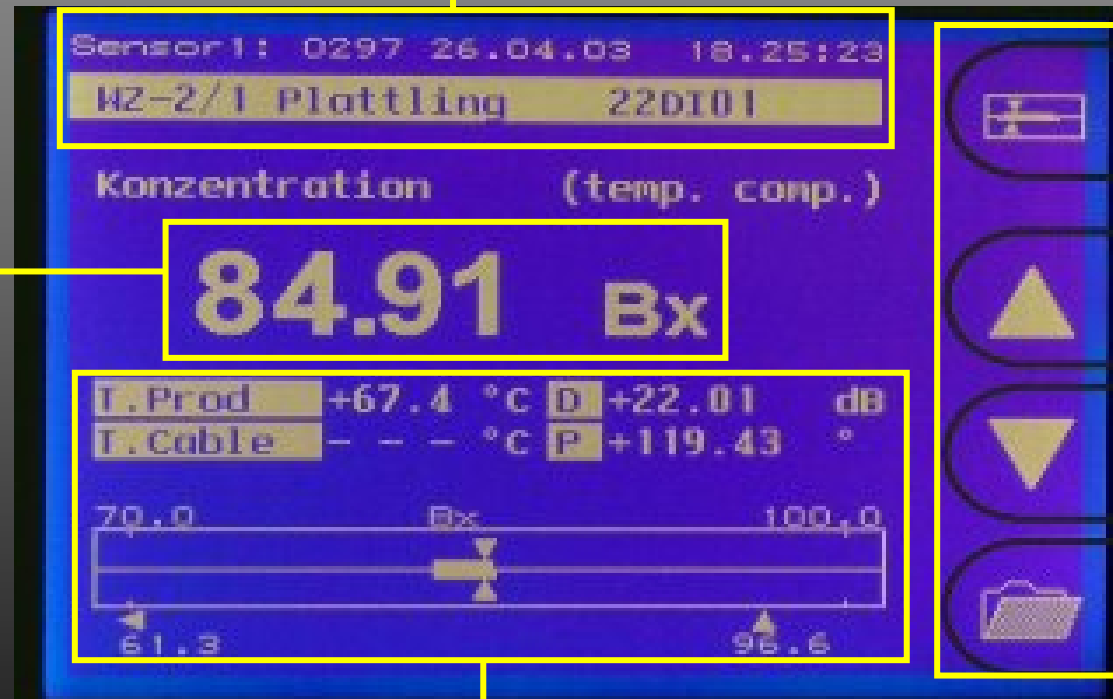 Sensor1: 0297 26.04.03 18.25:23
WZ-2/1 Plattling 22DI01
Konzentration (temp. comp.)
84.91 Bx
T.Prod +67.4 °C D +22.01 dB
T.Cable - - - °C P +119.43 °
70.0 Bx 100.0
61.3 96.6